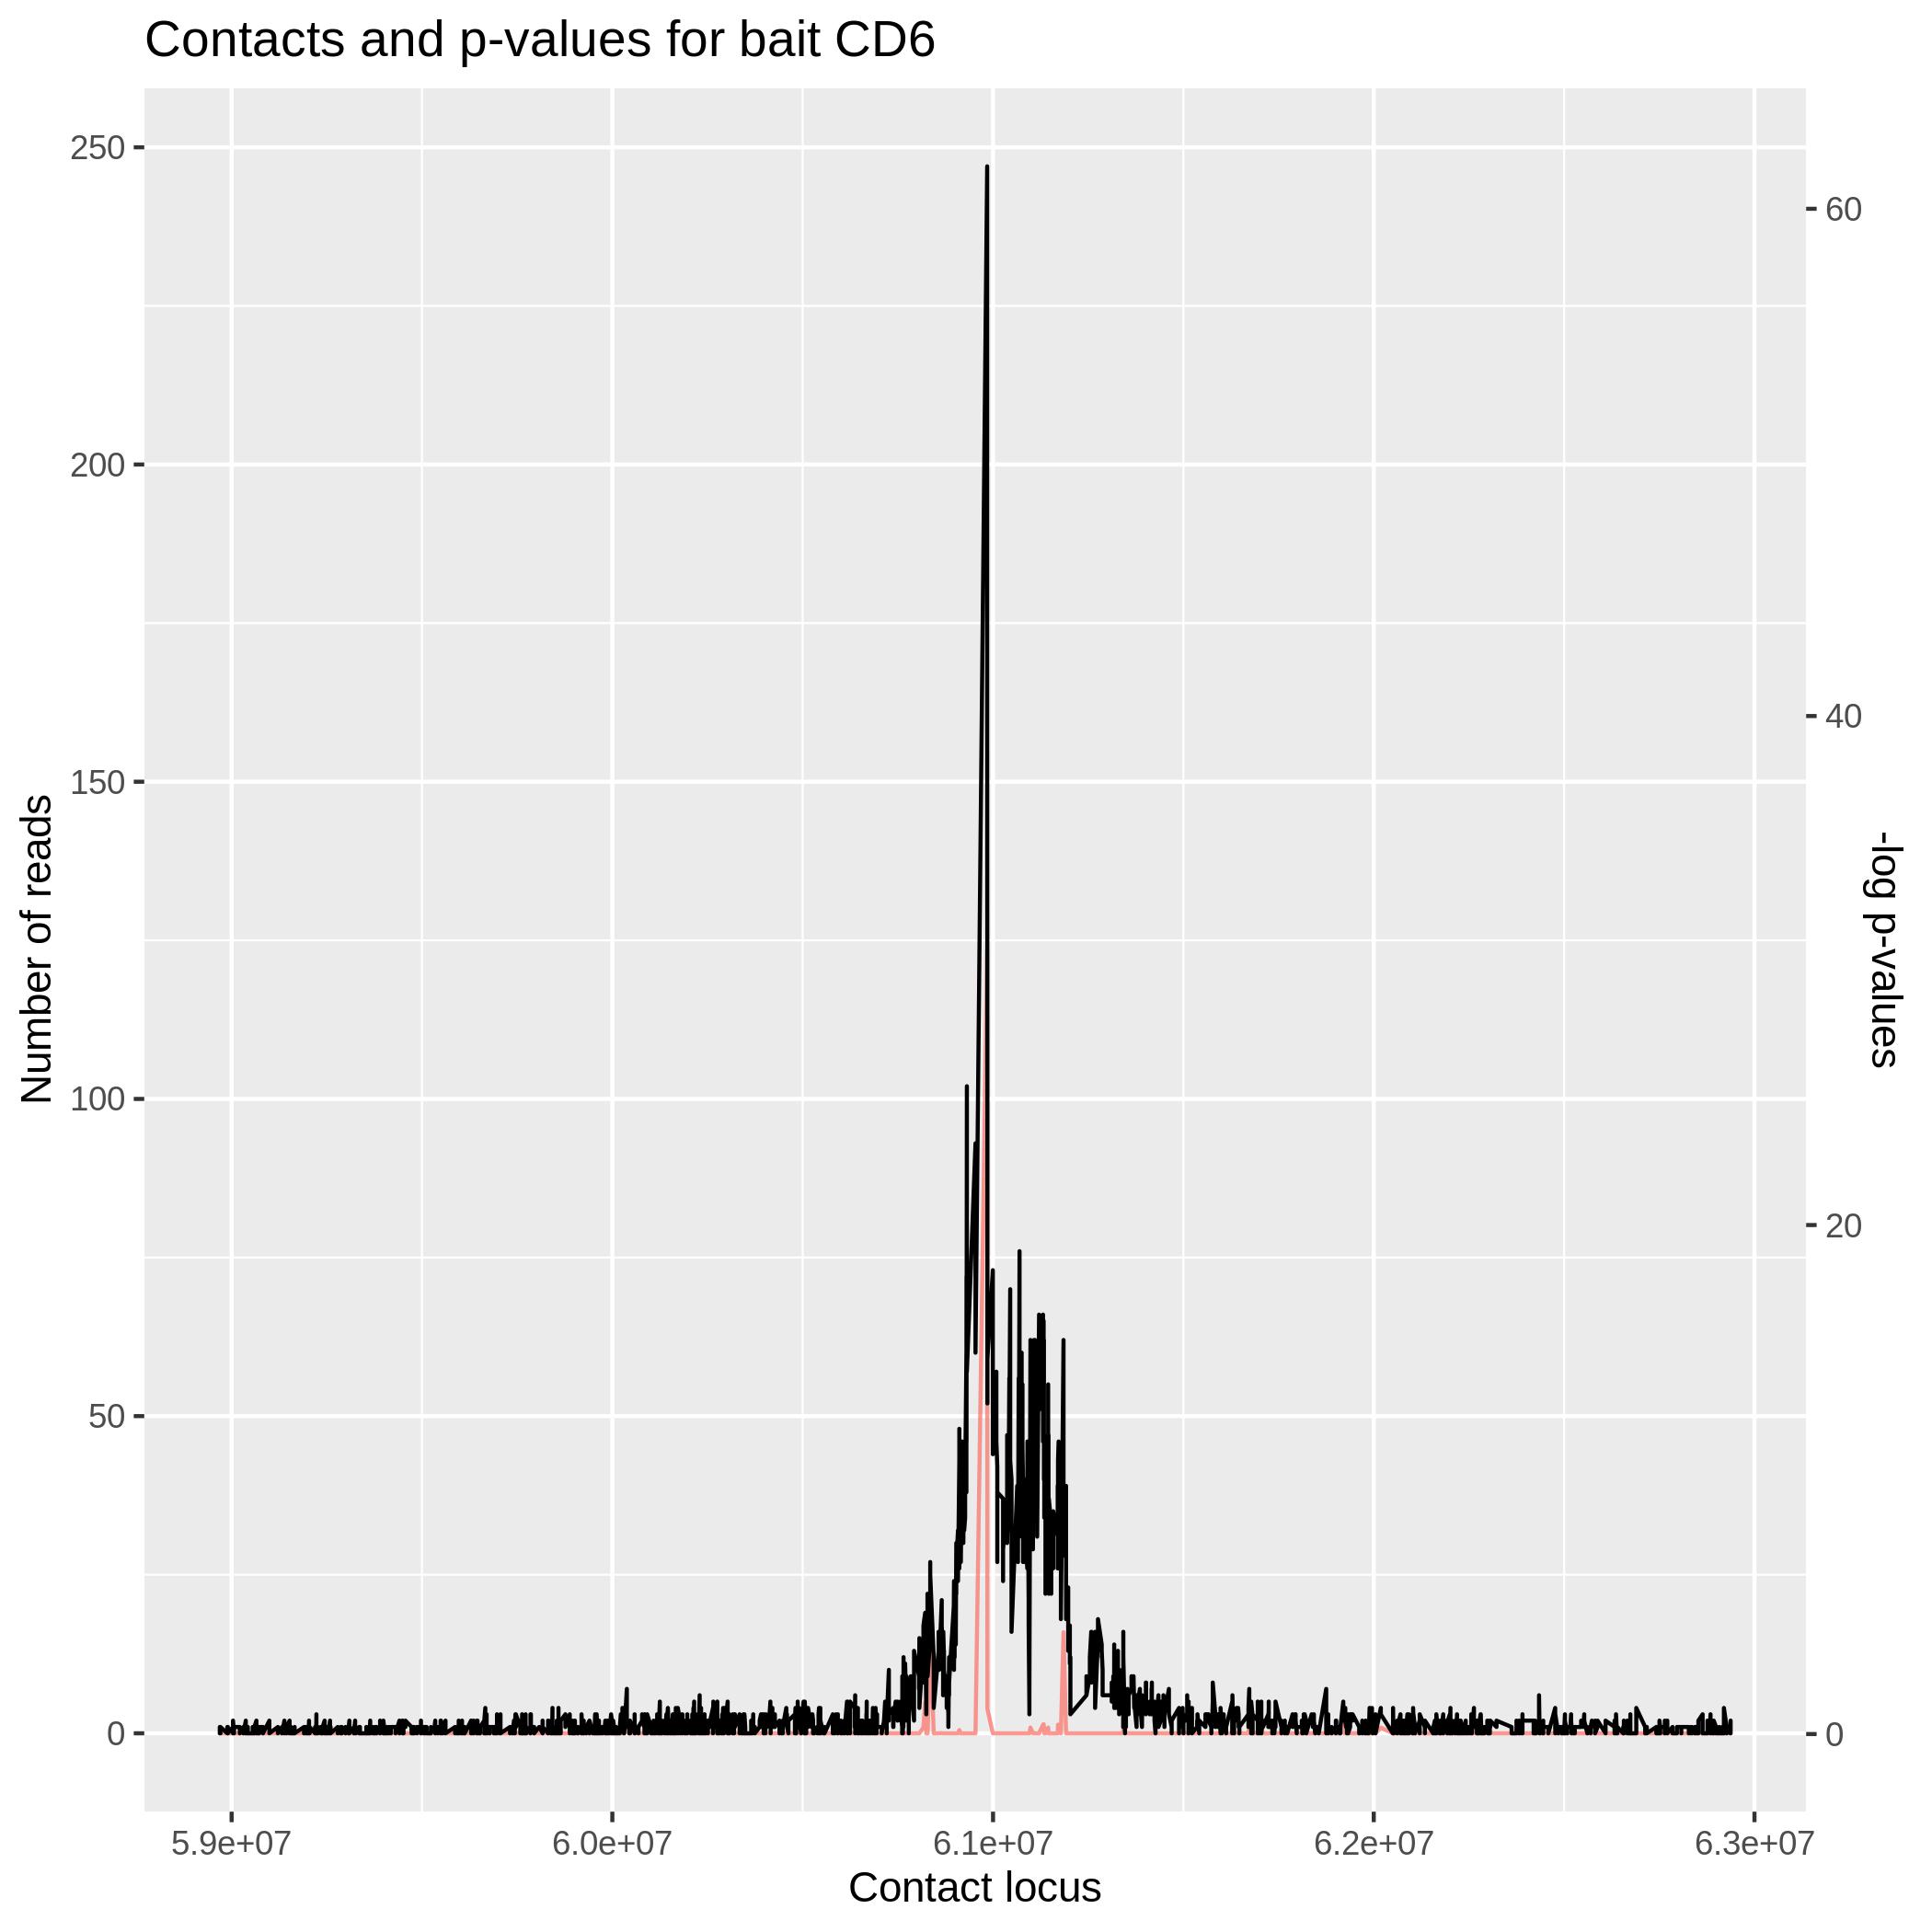 Contacts and p-values for bait CD6
250
200
150
100
50
0
Number of reads
60
40
20
0
-log p-values
5.9e+07
6.0e+07
6.1e+07
6.2e+07
6.3e+07
Contact locus